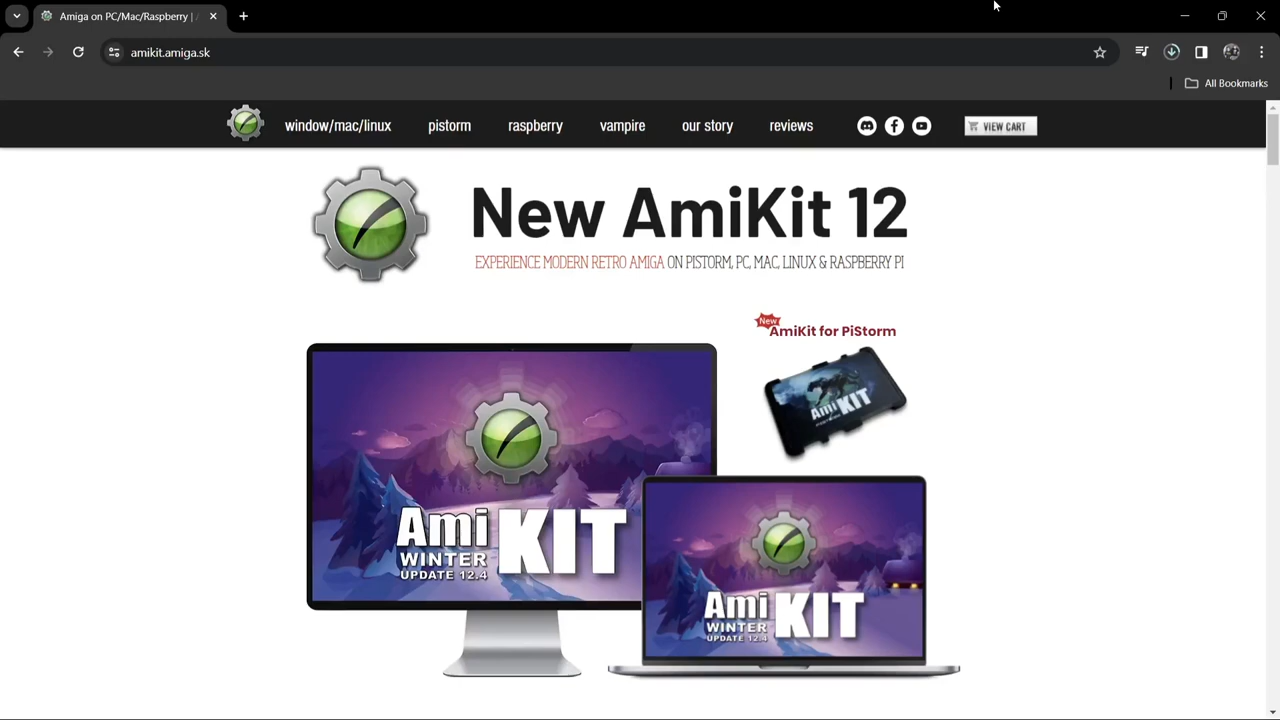 Amiga on PC/Mac/Raspberry |
amikit.amiga.sk
All Bookmarks
window/mac/linux
pistorm
raspberry
vampire
our story
reviews
VIEW CART
New AmiKit 12
EXPERIENCE MODERN RETRO AMIGA ON PISTORM, PC, MAC, LINUX & RASPBERRY PI
New
AmiKit for PiStorm
Ami KIT
Ami KIT
WINTER
UPDATE 12.4
Ami KIT
WINTER
UPDATE 12.4